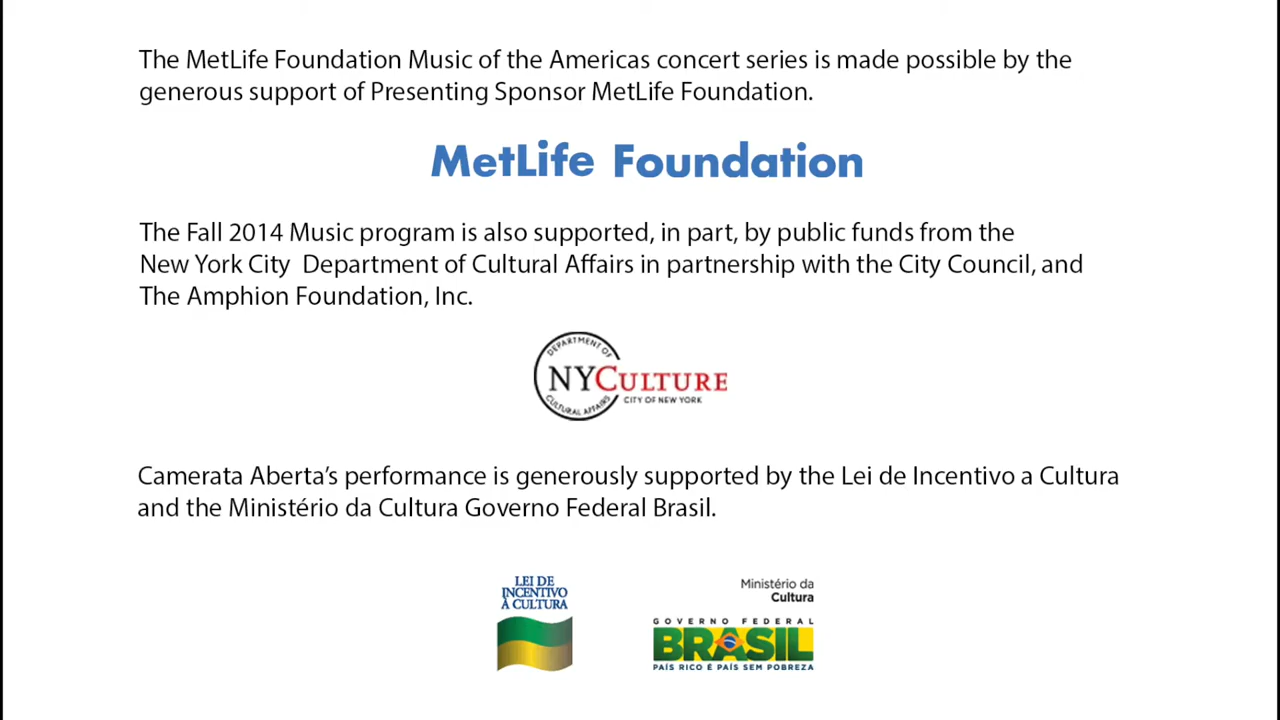 The MetLife Foundation Music of the Americas concert series is made possible by the
generous support of Presenting Sponsor MetLife Foundation.
MetLife Foundation
The Fall 2014 Music program is also supported, in part, by public funds from the
New York City  Department of Cultural Affairs in partnership with the City Council, and
The Amphion Foundation, Inc.
DEPARTMENT OF
NYCULTURE
CITY OF NEW YORK
CULTURAL AFFAIRS
Camerata Aberta’s performance is generously supported by the Lei de Incentivo a Cultura
and the Ministério da Cultura Governo Federal Brasil.
LEI DE
INCENTIVO
À CULTURA
Ministério da
Cultura
GOVERNO FEDERAL
BRASIL
PAÍS RICO É PAÍS SEM POBREZA